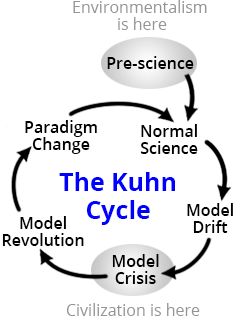 Environmentalism
is here
Pre-science
Paradigm
Change
Normal
Science
The Kuhn
Cycle
Model
Drift
Model
Revolution
Model
Crisis
Civilization is here